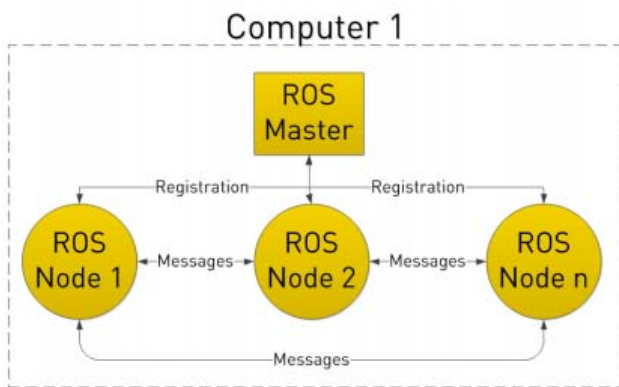 Computer 1
ROS
Master
Registration
Registration
ROS
Node 1
Messages
ROS
Node 2
Messages
ROS
Node n
Messages